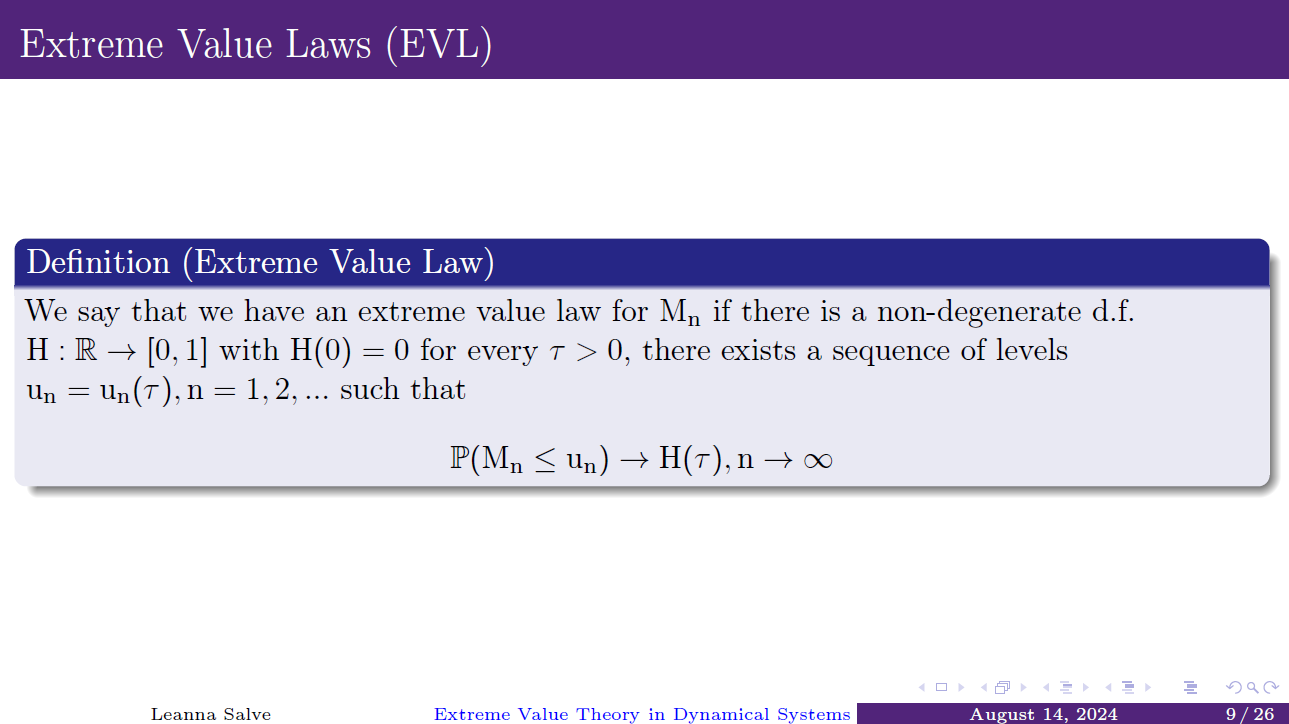 Extreme Value Laws (EVL)
Definition (Extreme Value Law)
We say that we have an extreme value law for Mₙ if there is a non-degenerate d.f.
H : ℝ → [0, 1] with H(0) = 0 for every τ > 0, there exists a sequence of levels
uₙ = uₙ(τ), n = 1, 2, ... such that
ℙ(Mₙ ≤ uₙ) → H(τ), n → ∞
Leanna Salve Extreme Value Theory in Dynamical Systems August 14, 2024 9 / 26